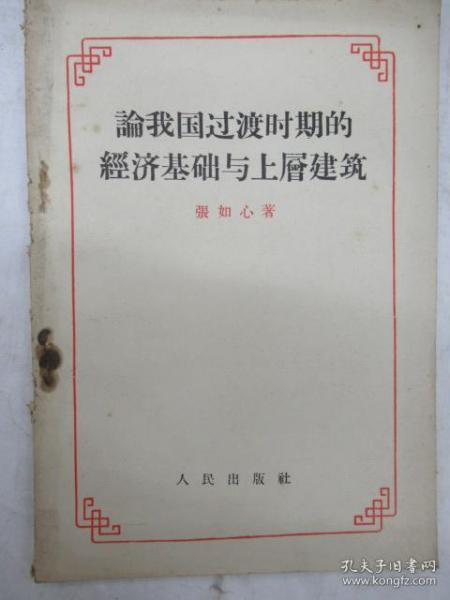 論我国过渡时期的
經济基础与上層建筑
張如心著
人民出版社
孔夫子旧书网
www.kongfz.com